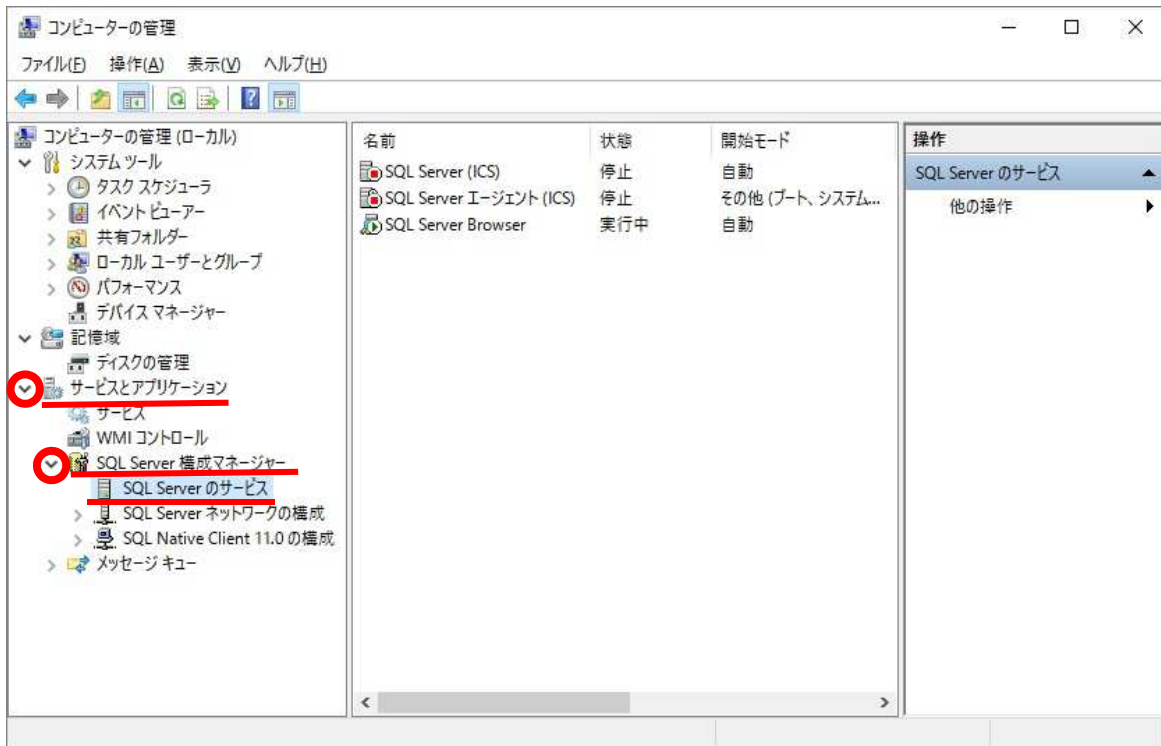 コンピューターの管理
ファイル(F) 操作(A) 表示(V) ヘルプ(H)
コンピューターの管理 (ローカル)
システム ツール
タスク スケジューラ
イベント ビューアー
共有フォルダー
ローカル ユーザーとグループ
パフォーマンス
デバイス マネージャー
記憶域
ディスクの管理
サービスとアプリケーション
サービス
WMI コントロール
SQL Server 構成マネージャー
SQL Server のサービス
SQL Server ネットワークの構成
SQL Native Client 11.0 の構成
メッセージ キュー
名前 状態 開始モード
SQL Server (ICS) 停止 自動
SQL Server エージェント (ICS) 停止 その他 (ブート、システム...
SQL Server Browser 実行中 自動
操作
SQL Server のサービス
他の操作